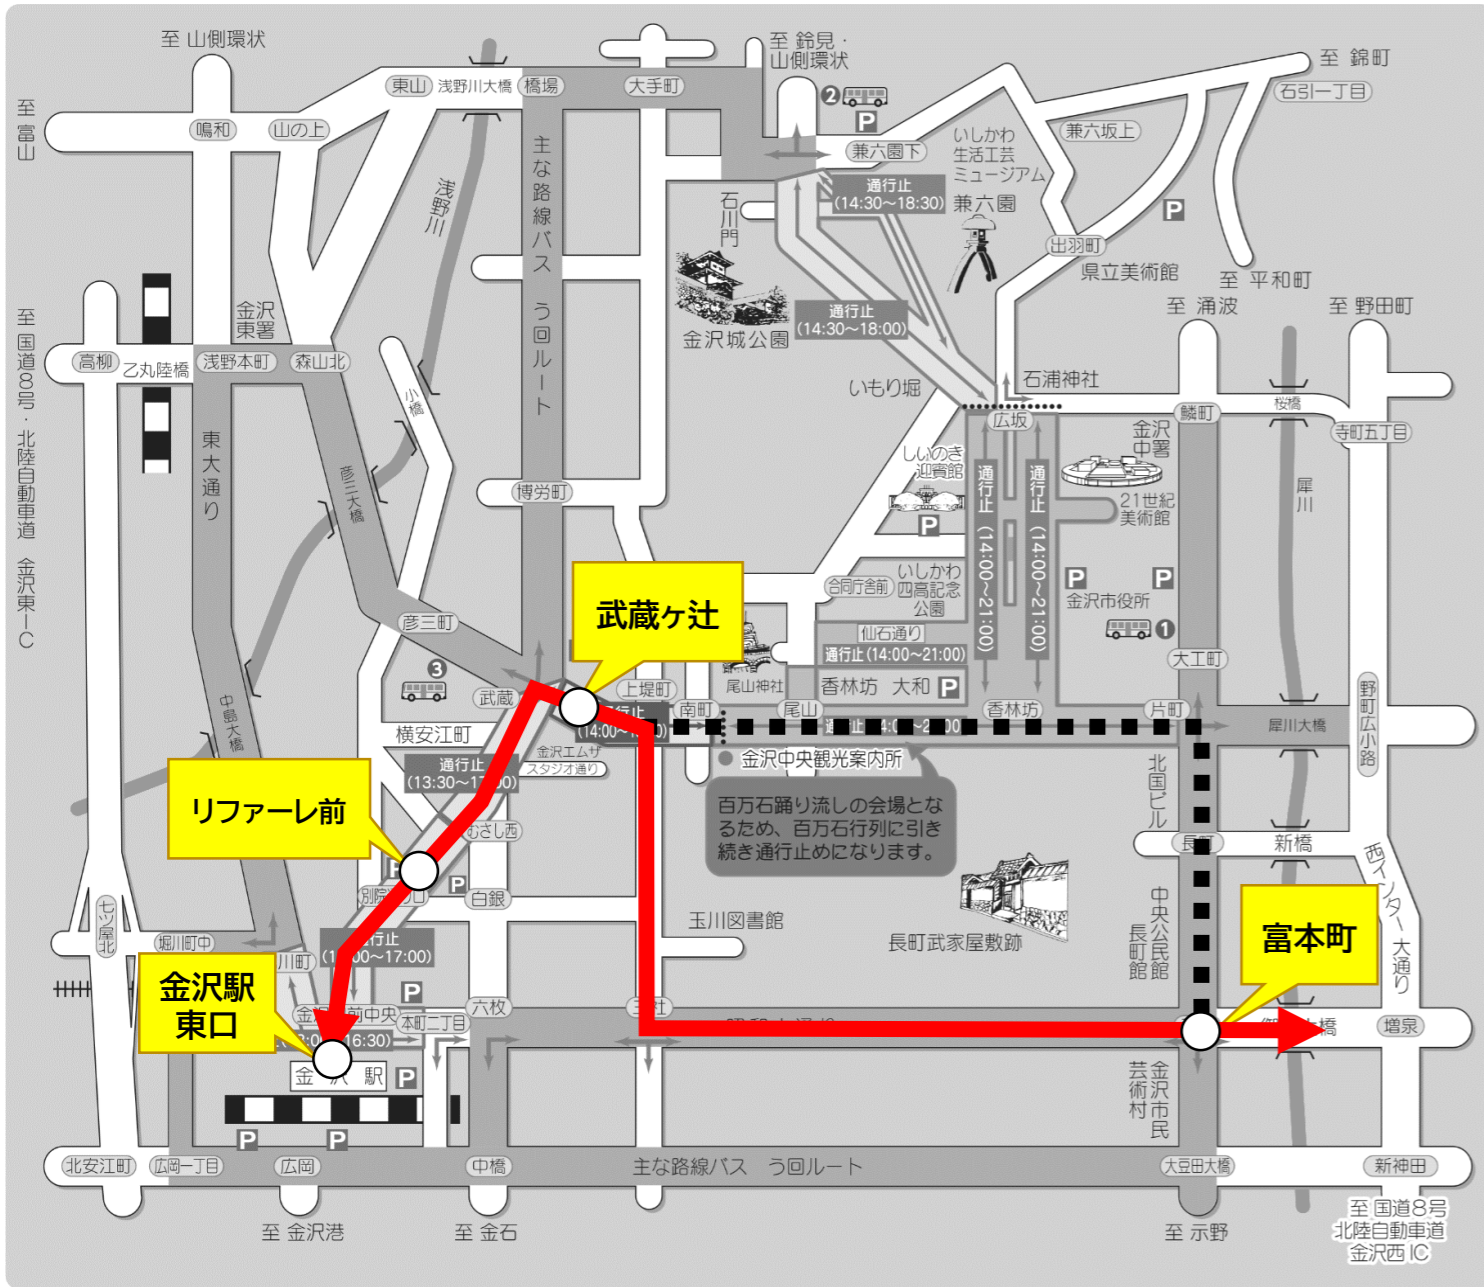 至 山側環状
至 鈴見・
山側環状
至 錦町
石引一丁目
至 富山
鳴和
山の上
東山
浅野川大橋
橋場
大手町
❷
P
兼六園下
兼六坂上
いしかわ
生活工芸
ミュージアム
兼六園
P
出羽町
県立美術館
至 平和町
主な路線バス う回ルート
浅野川
石川門
通行止
(14:30～18:30)
通行止
(14:30～18:00)
金沢城公園
いもり堀
石浦神社
至 涌波
至 野田町
至 国道8号・北陸自動車道 金沢東IC
高柳
乙丸陸橋
金沢
東署
浅野本町
森山北
小橋
東大通り
彦三大橋
博労町
広坂
鱗町
桜橋
寺町五丁目
しいのき
迎賓館
P
通行止(14:00～21:00)
通行止(14:00～21:00)
金沢
中署
21世紀
美術館
犀川
合同庁舎前
いしかわ
四高記念
公園
P
P
金沢市役所
❶
仙石通り
通行止(14:00～21:00)
大工町
彦三町
武蔵ヶ辻
❸
武蔵
上堤町
尾山神社
香林坊 大和 P
南町
尾山
香林坊
片町
犀川大橋
野町広小路
中島大橋
横安江町
金沢エムザ
スタジオ通り
金沢中央観光案内所
通行止
リファーレ前
むさし西
百万石踊り流しの会場とな
るため、百万石行列に引き
続き通行止めになります。
北国ビル
長町
新橋
西インター大通り
P
白銀
七ツ屋北
堀川町中
玉川図書館
長町武家屋敷跡
中央公民館
長町館
富本町
金沢駅
東口
P
六枚
本町二丁目
増泉
金沢駅
P
P
P
金沢市民
芸術村
北安江町
広岡一丁目
広岡
中橋
主な路線バス う回ルート
大豆田大橋
新神田
至 金沢港
至 金石
至 示野
至 国道8号
北陸自動車道
金沢西IC